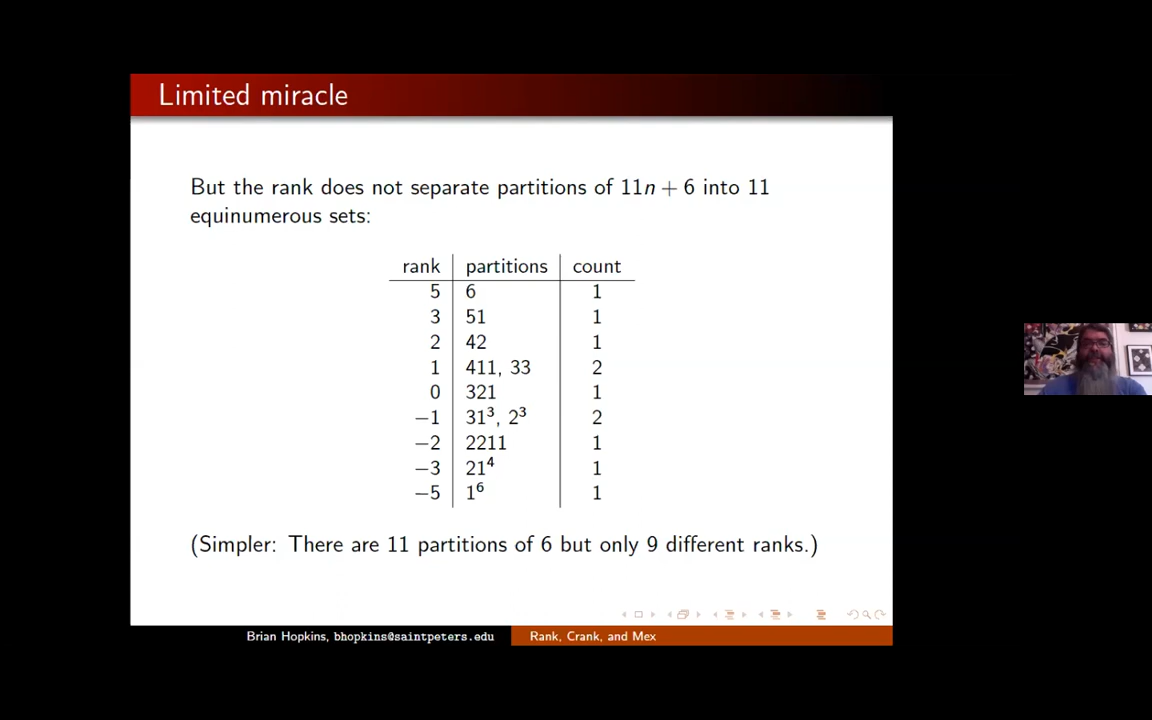 Limited miracle
But the rank does not separate partitions of 11n + 6 into 11
equinumerous sets:
rank partitions count
5 6 1
3 51 1
2 42 1
1 411, 33 2
0 321 1
−1 31³, 2³ 2
−2 2211 1
−3 21⁴ 1
−5 1⁶ 1
(Simpler: There are 11 partitions of 6 but only 9 different ranks.)
Brian Hopkins, bhopkins@saintpeters.edu Rank, Crank, and Mex